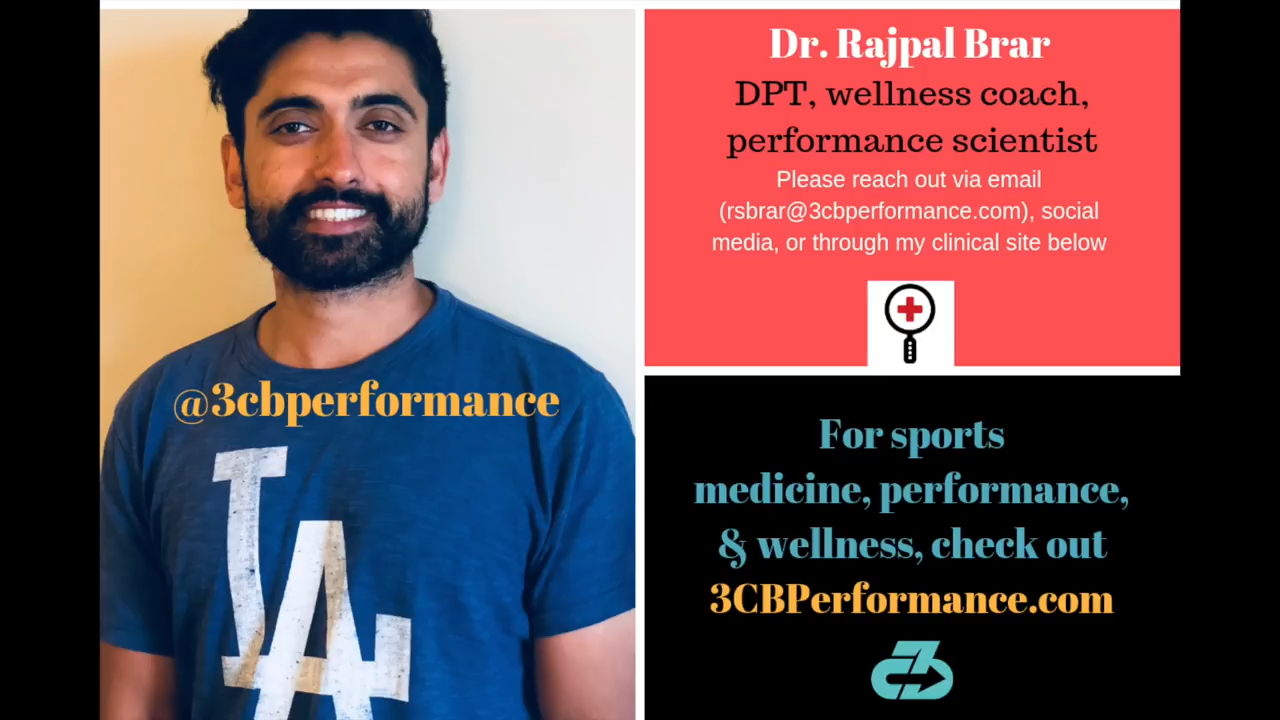 @3cbperformance
LA
Dr. Rajpal Brar
DPT, wellness coach,
performance scientist
Please reach out via email
(rsbrar@3cbperformance.com), social
media, or through my clinical site below
For sports
medicine, performance,
& wellness, check out
3CBPerformance.com